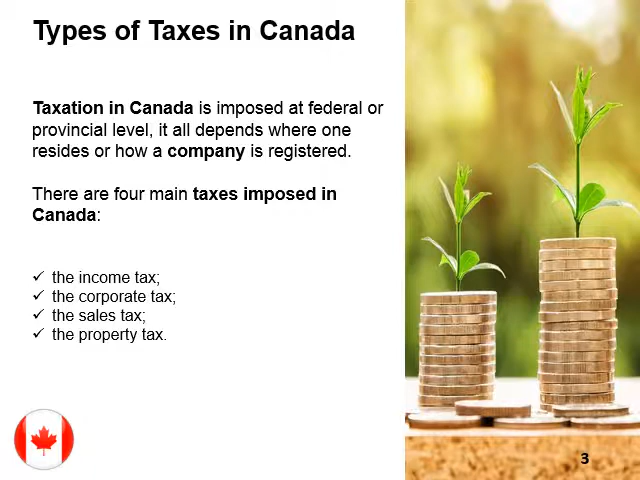 Types of Taxes in Canada
Taxation in Canada is imposed at federal or
provincial level, it all depends where one
resides or how a company is registered.
There are four main taxes imposed in
Canada:
✓ the income tax;
✓ the corporate tax;
✓ the sales tax;
✓ the property tax.
3